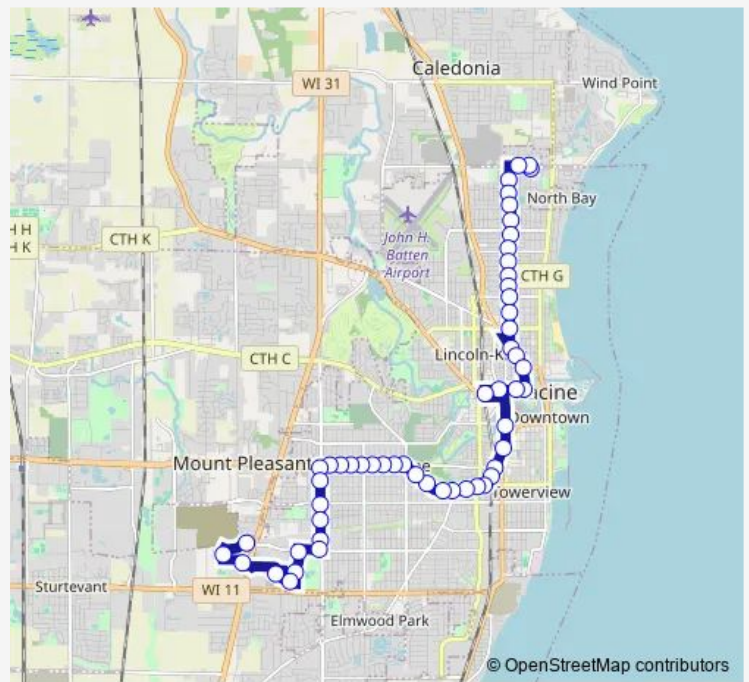 Caledonia
WI 31
Wind Point
North Bay
CTH K
John H.
Batten
Airport
CTH G
Lincoln-K
CTH C
cine
Downtown
Mount Pleasant
Towerview
Sturtevant
WI 11
Elmwood Park
© OpenStreetMap contributors